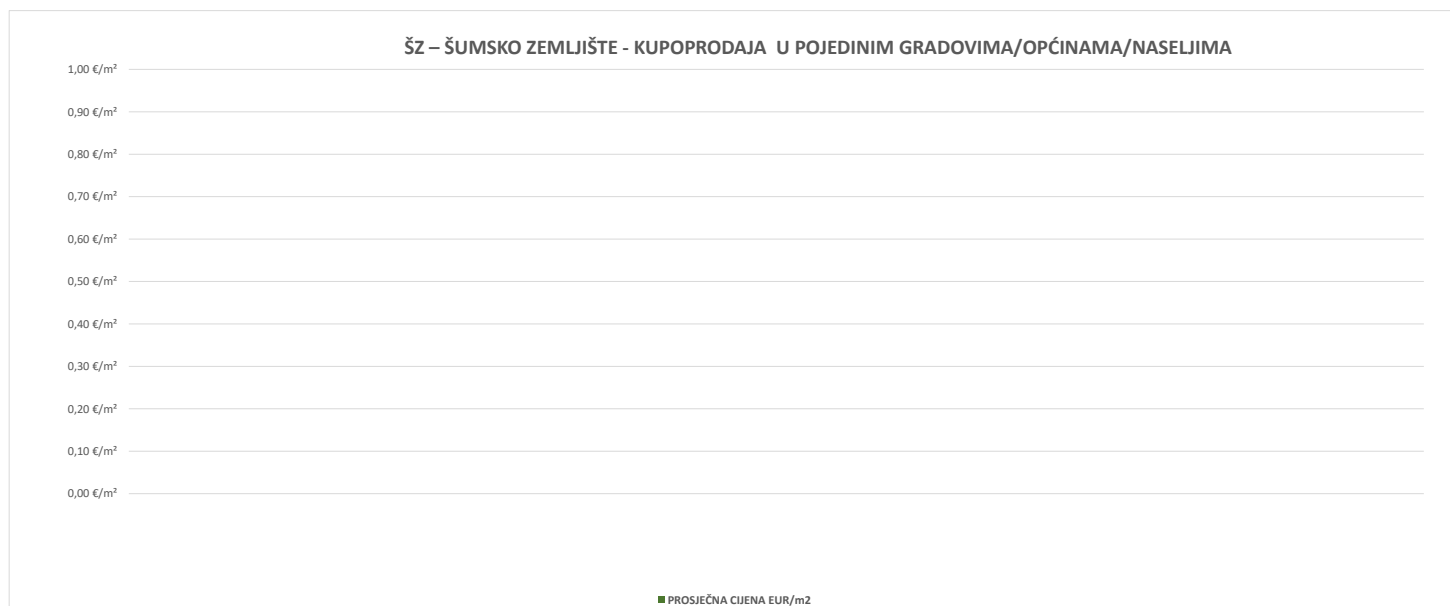 ŠZ – ŠUMSKO ZEMLJIŠTE - KUPOPRODAJA  U POJEDINIM GRADOVIMA/OPĆINAMA/NASELJIMA
1,00 €/m²
0,90 €/m²
0,80 €/m²
0,70 €/m²
0,60 €/m²
0,50 €/m²
0,40 €/m²
0,30 €/m²
0,20 €/m²
0,10 €/m²
0,00 €/m²
PROSJEČNA CIJENA EUR/m2